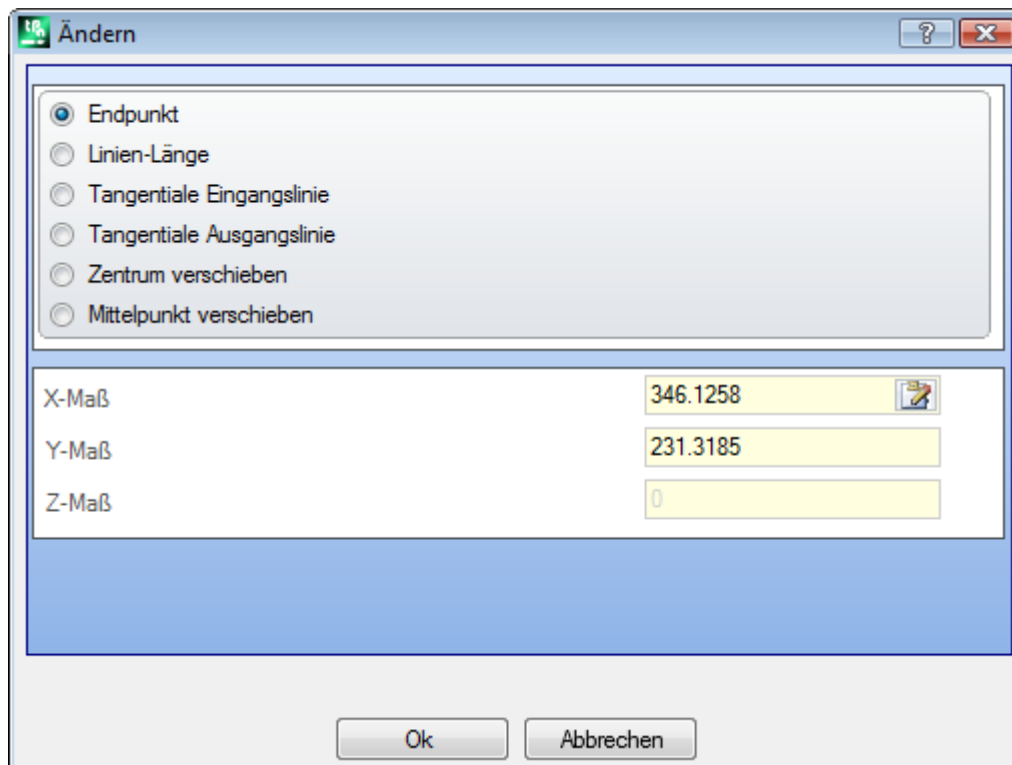 Ändern
Endpunkt
Linien-Länge
Tangentiale Eingangslinie
Tangentiale Ausgangslinie
Zentrum verschieben
Mittelpunkt verschieben
X-Maß 346.1258
Y-Maß 231.3185
Z-Maß 0
Ok Abbrechen